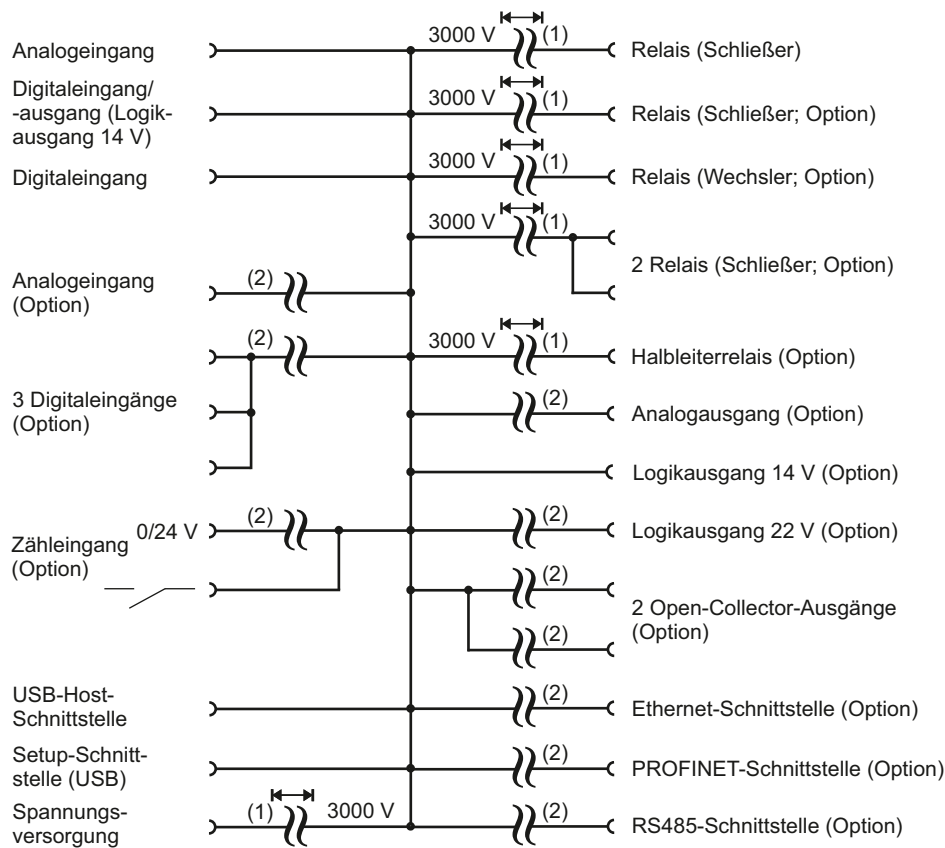 Analogeingang
3000 V (1)
Relais (Schließer)
Digitaleingang/
-ausgang (Logik-
ausgang 14 V)
3000 V (1)
Relais (Schließer; Option)
Digitaleingang
3000 V (1)
Relais (Wechsler; Option)
3000 V (1)
2 Relais (Schließer; Option)
Analogeingang
(Option)
(2)
(2)
3 Digitaleingänge
(Option)
3000 V (1)
Halbleiterrelais (Option)
(2)
Analogausgang (Option)
Logikausgang 14 V (Option)
Zähleingang
(Option)
0/24 V (2)
(2)
Logikausgang 22 V (Option)
(2)
(2)
2 Open-Collector-Ausgänge
(Option)
USB-Host-
Schnittstelle
(2)
Ethernet-Schnittstelle (Option)
Setup-Schnitt-
stelle (USB)
(2)
PROFINET-Schnittstelle (Option)
Spannungs-
versorgung
(1) 3000 V
(2)
RS485-Schnittstelle (Option)